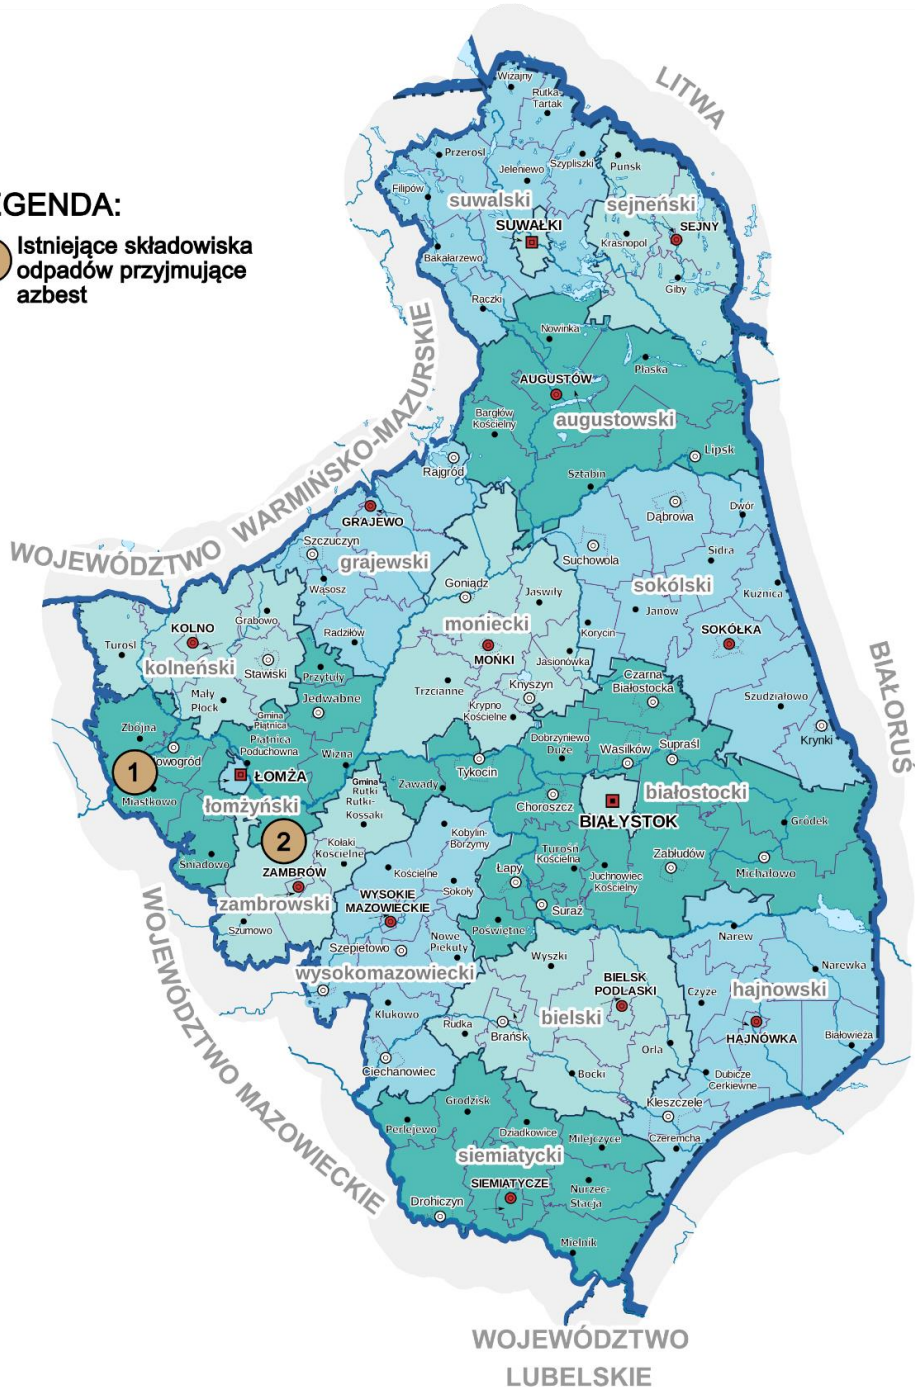 LITWA
Wiżajny
Rutka-
Tartak
Przerośl
Szypliszki
Puńsk
Jeleniewo
Filipów
suwalski
sejneński
EGENDA:
SUWAŁKI
SEJNY
Istniejące składowiska
odpadów przyjmujące
azbest
Krasnopol
Bakałarzewo
Giby
Raczki
Nowinka
Płaska
AUGUSTÓW
WOJEWÓDZTWO WARMIŃSKO-MAZURSKIE
Bargłów
Kościelny
augustowski
Lipsk
Rajgród
Sztabin
GRAJEWO
Dąbrowa
Dwór
Szczuczyn
grajewski
Suchowola
Sidra
Wąsosz
Goniądz
Jaświły
sokólski
Kuźnica
Grabowo
Janów
KOLNO
Radziłów
moniecki
Korycin
SOKÓŁKA
Turośl
kolneński
Stawiski
MOŃKI
Jasionówka
BIAŁORUŚ
Przytuły
Trzcianne
Knyszyn
Czarna
Białostocka
Mały
Płock
Jedwabne
Krypno
Kościelne
Szudziałowo
Zbójna
Gmina
Piątnica
Piątnica
Poduchowna
Dobrzyniewo
Duże
Wasilków
Supraśl
Krynki
owogród
Wizna
1
ŁOMŻA
Gmina
Rutki
Rutki-
Kossaki
Zawady
Tykocin
Miastkowo
łomżyński
Choroszcz
białostocki
BIAŁYSTOK
Gródek
2
Kobylin-
Borzymy
Śniadowo
Kołaki
Kościelne
Turośń
Kościelna
Zabłudów
Michałowo
ZAMBRÓW
Kościelne
Łapy
Juchnowiec
Kościelny
zambrowski
WYSOKIE
MAZOWIECKIE
Sokoły
Suraż
Szumowo
Poświętne
Narew
Szepietowo
Nowe
Piekuty
Wyszki
wysokomazowiecki
BIELSK
PODLASKI
Narewka
Czyże
hajnowski
Klukowo
bielski
Rudka
Brańsk
HAJNÓWKA
Białowieża
Orla
Ciechanowiec
Boćki
Dubicze
Cerkiewne
WOJEWÓDZTWO MAZOWIECKIE
Grodzisk
Kleszczele
Perlejewo
Dziadkowice
Milejczyce
Czeremcha
siemiatycki
SIEMIATYCZE
Nurzec-
Stacja
Drohiczyn
Mielnik
WOJEWÓDZTWO
LUBELSKIE